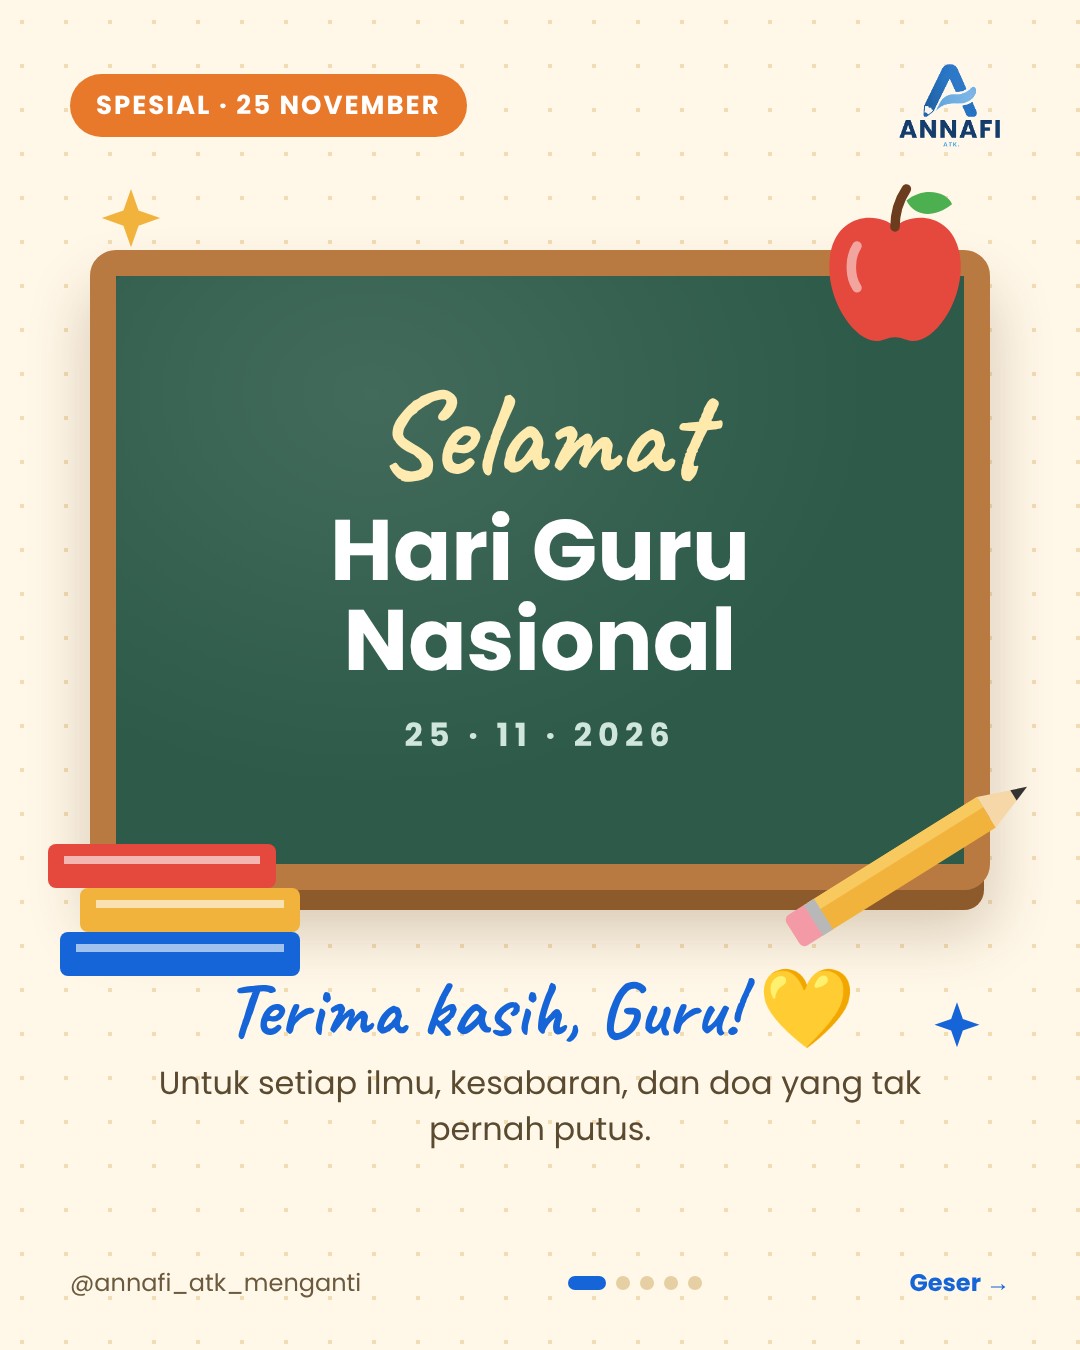 SPESIAL · 25 NOVEMBER
ANNAFI
ATK.
Selamat
Hari Guru
Nasional
25 · 11 · 2026
Terima kasih, Guru! 💛
Untuk setiap ilmu, kesabaran, dan doa yang tak
pernah putus.
@annafi_atk_menganti
Geser →